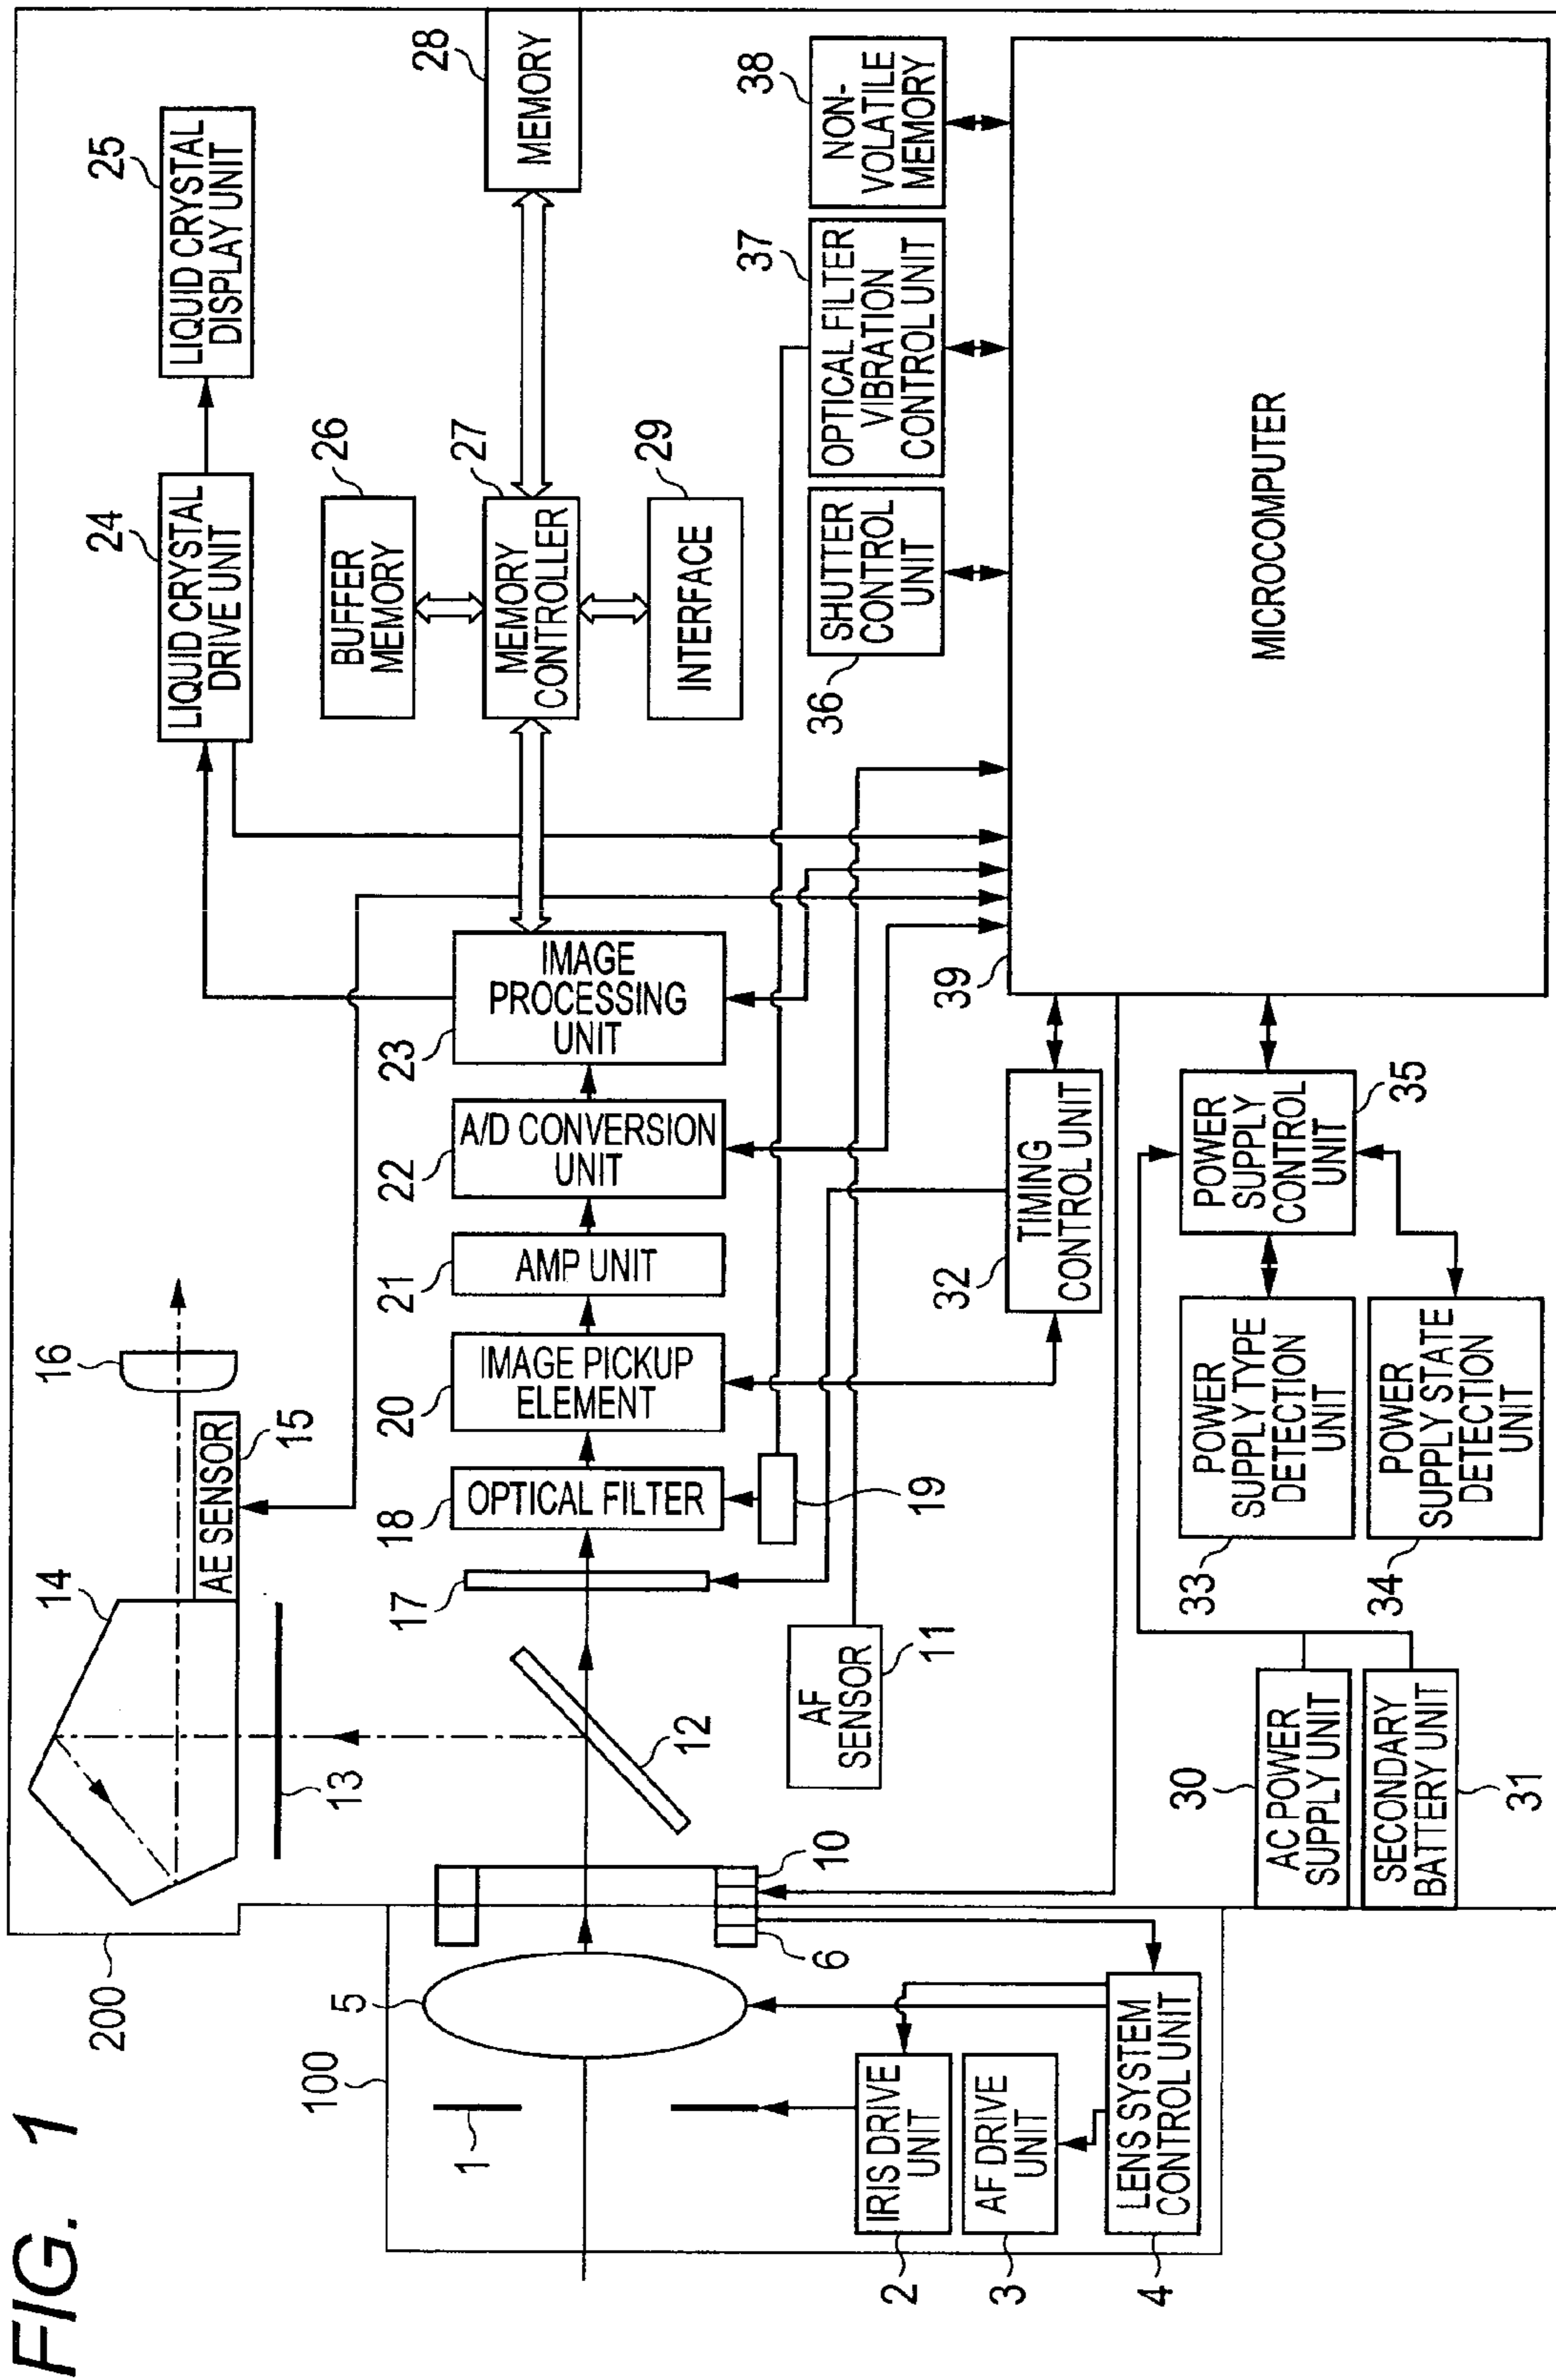 FIG. 1
200
14
16
24
25
LIQUID CRYSTAL
DRIVE UNIT
LIQUID CRYSTAL
DISPLAY UNIT
AE SENSOR
15
13
26
BUFFER
MEMORY
28
MEMORY
100
5
1
17
18
OPTICAL FILTER
20
IMAGE PICKUP
ELEMENT
21
AMP UNIT
22
A/D CONVERSION
UNIT
23
IMAGE
PROCESSING
UNIT
27
MEMORY
CONTROLLER
12
10
6
19
29
INTERFACE
AF
SENSOR
11
36
SHUTTER
CONTROL
UNIT
37
OPTICAL FILTER
VIBRATION
CONTROL UNIT
38
NON-
VOLATILE
MEMORY
2
IRIS DRIVE
UNIT
3
AF DRIVE
UNIT
4
LENS SYSTEM
CONTROL UNIT
32
TIMING
CONTROL UNIT
39
MICROCOMPUTER
30
AC POWER
SUPPLY UNIT
SECONDARY
BATTERY UNIT
31
33
POWER
SUPPLY TYPE
DETECTION
UNIT
34
POWER
SUPPLY STATE
DETECTION
UNIT
POWER
SUPPLY
CONTROL
UNIT
35